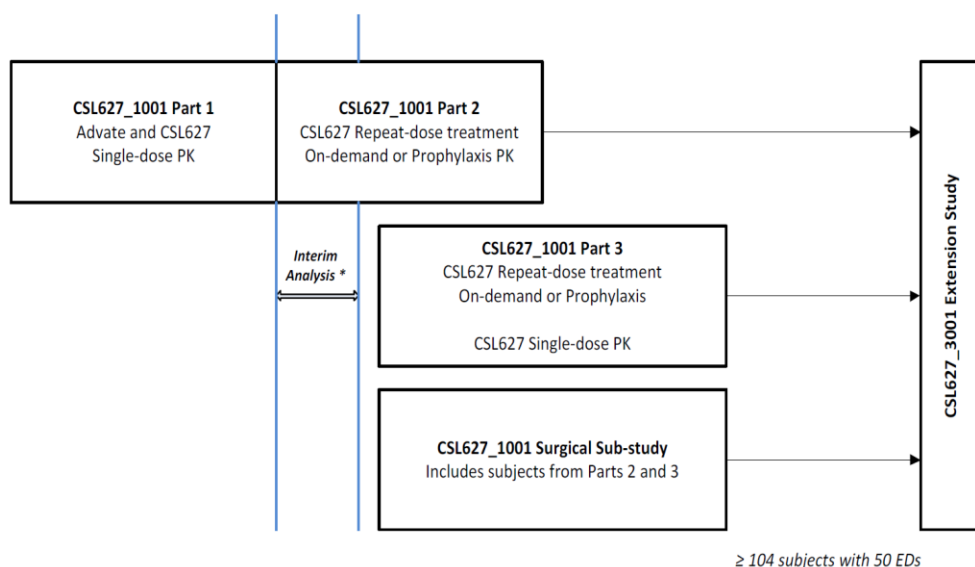 CSL627_1001 Part 1
Advate and CSL627
Single-dose PK
CSL627_1001 Part 2
CSL627 Repeat-dose treatment
On-demand or Prophylaxis PK
Interim
Analysis *
CSL627_1001 Part 3
CSL627 Repeat-dose treatment
On-demand or Prophylaxis
CSL627 Single-dose PK
CSL627_1001 Surgical Sub-study
Includes subjects from Parts 2 and 3
CSL627_3001 Extension Study
≥ 104 subjects with 50 EDs